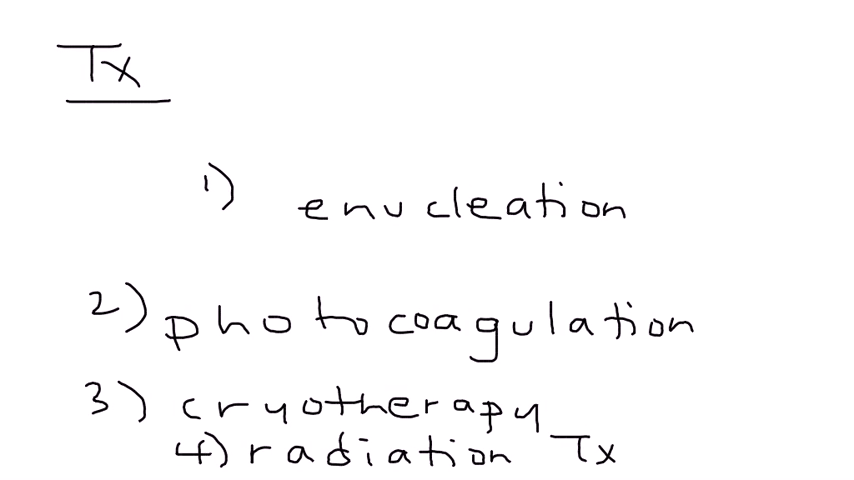 Tx
1) enucleation
2) photocoagulation
3) cryotherapy
4) radiation Tx